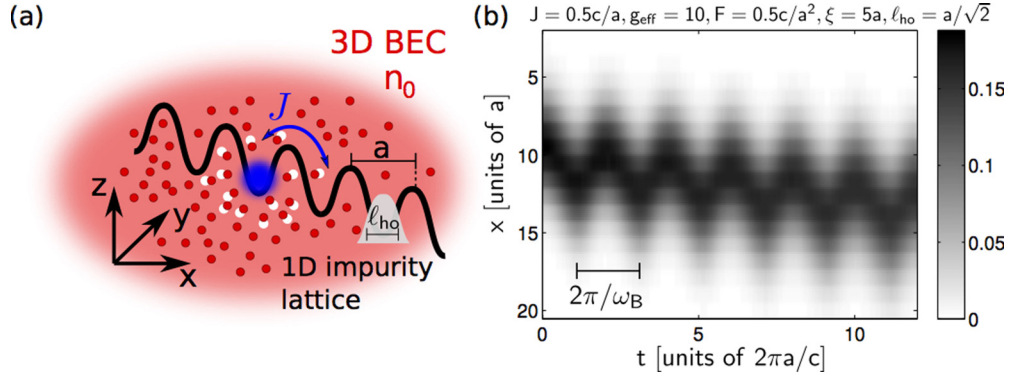 (a)
3D BEC
n₀
J
a
z
y
x
ℓho
1D impurity
lattice
(b)
J = 0.5c/a, geff = 10, F = 0.5c/a², ξ = 5a, ℓho = a/√2
x [units of a]
5
10
15
20
2π/ωB
0
5
10
t [units of 2πa/c]
0.15
0.1
0.05
0